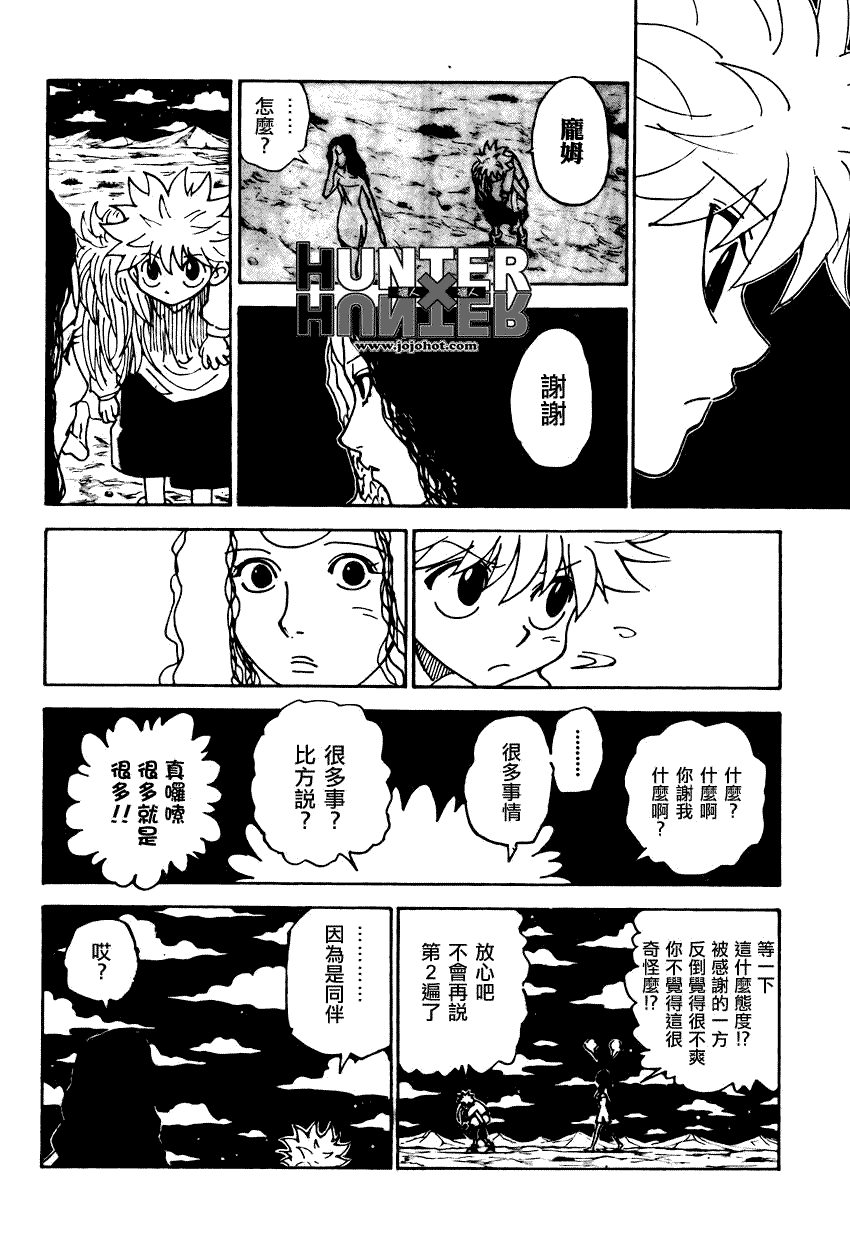 龐姆
……
怎麼?
HUNTER
×
HUNTER
獵人
獵人
www.jojohot.com
謝謝
什麼?
什麼啊
你謝我
什麼啊?
………
很多事情
很多事?
比方説?
真囉嗦
很多就是
很多!!
等一下
這什麼態度!?
被感謝的一方
反倒覺得很不爽
你不覺得這很
奇怪麼!?
放心吧
不會再説
第2遍了
…………
因為是同伴
哎?